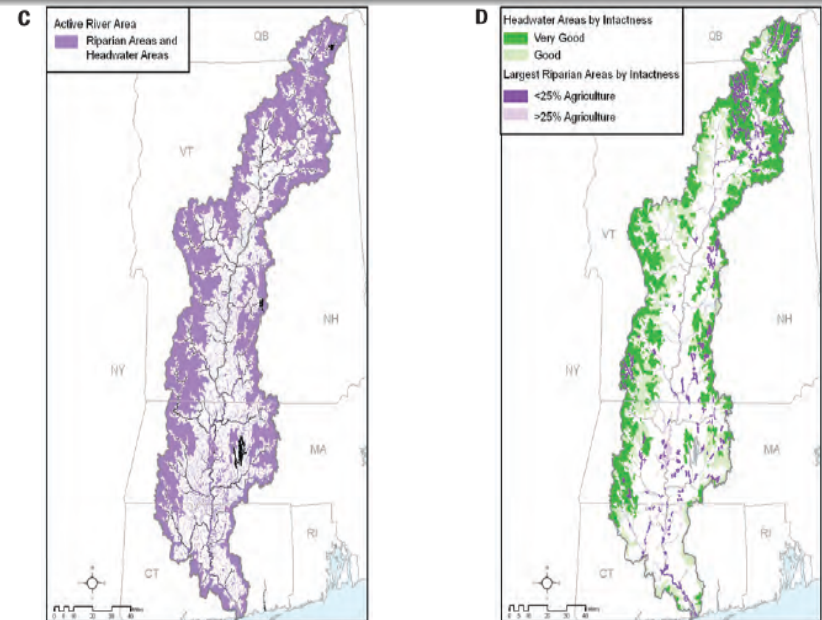 C
Active River Area
Riparian Areas and
Headwater Areas
QB
VT
NH
NY
MA
RI
CT
D
Headwater Areas by Intactness
Very Good
Good
Largest Riparian Areas by Intactness
<25% Agriculture
>25% Agriculture
QB
VT
NH
NY
MA
RI
CT